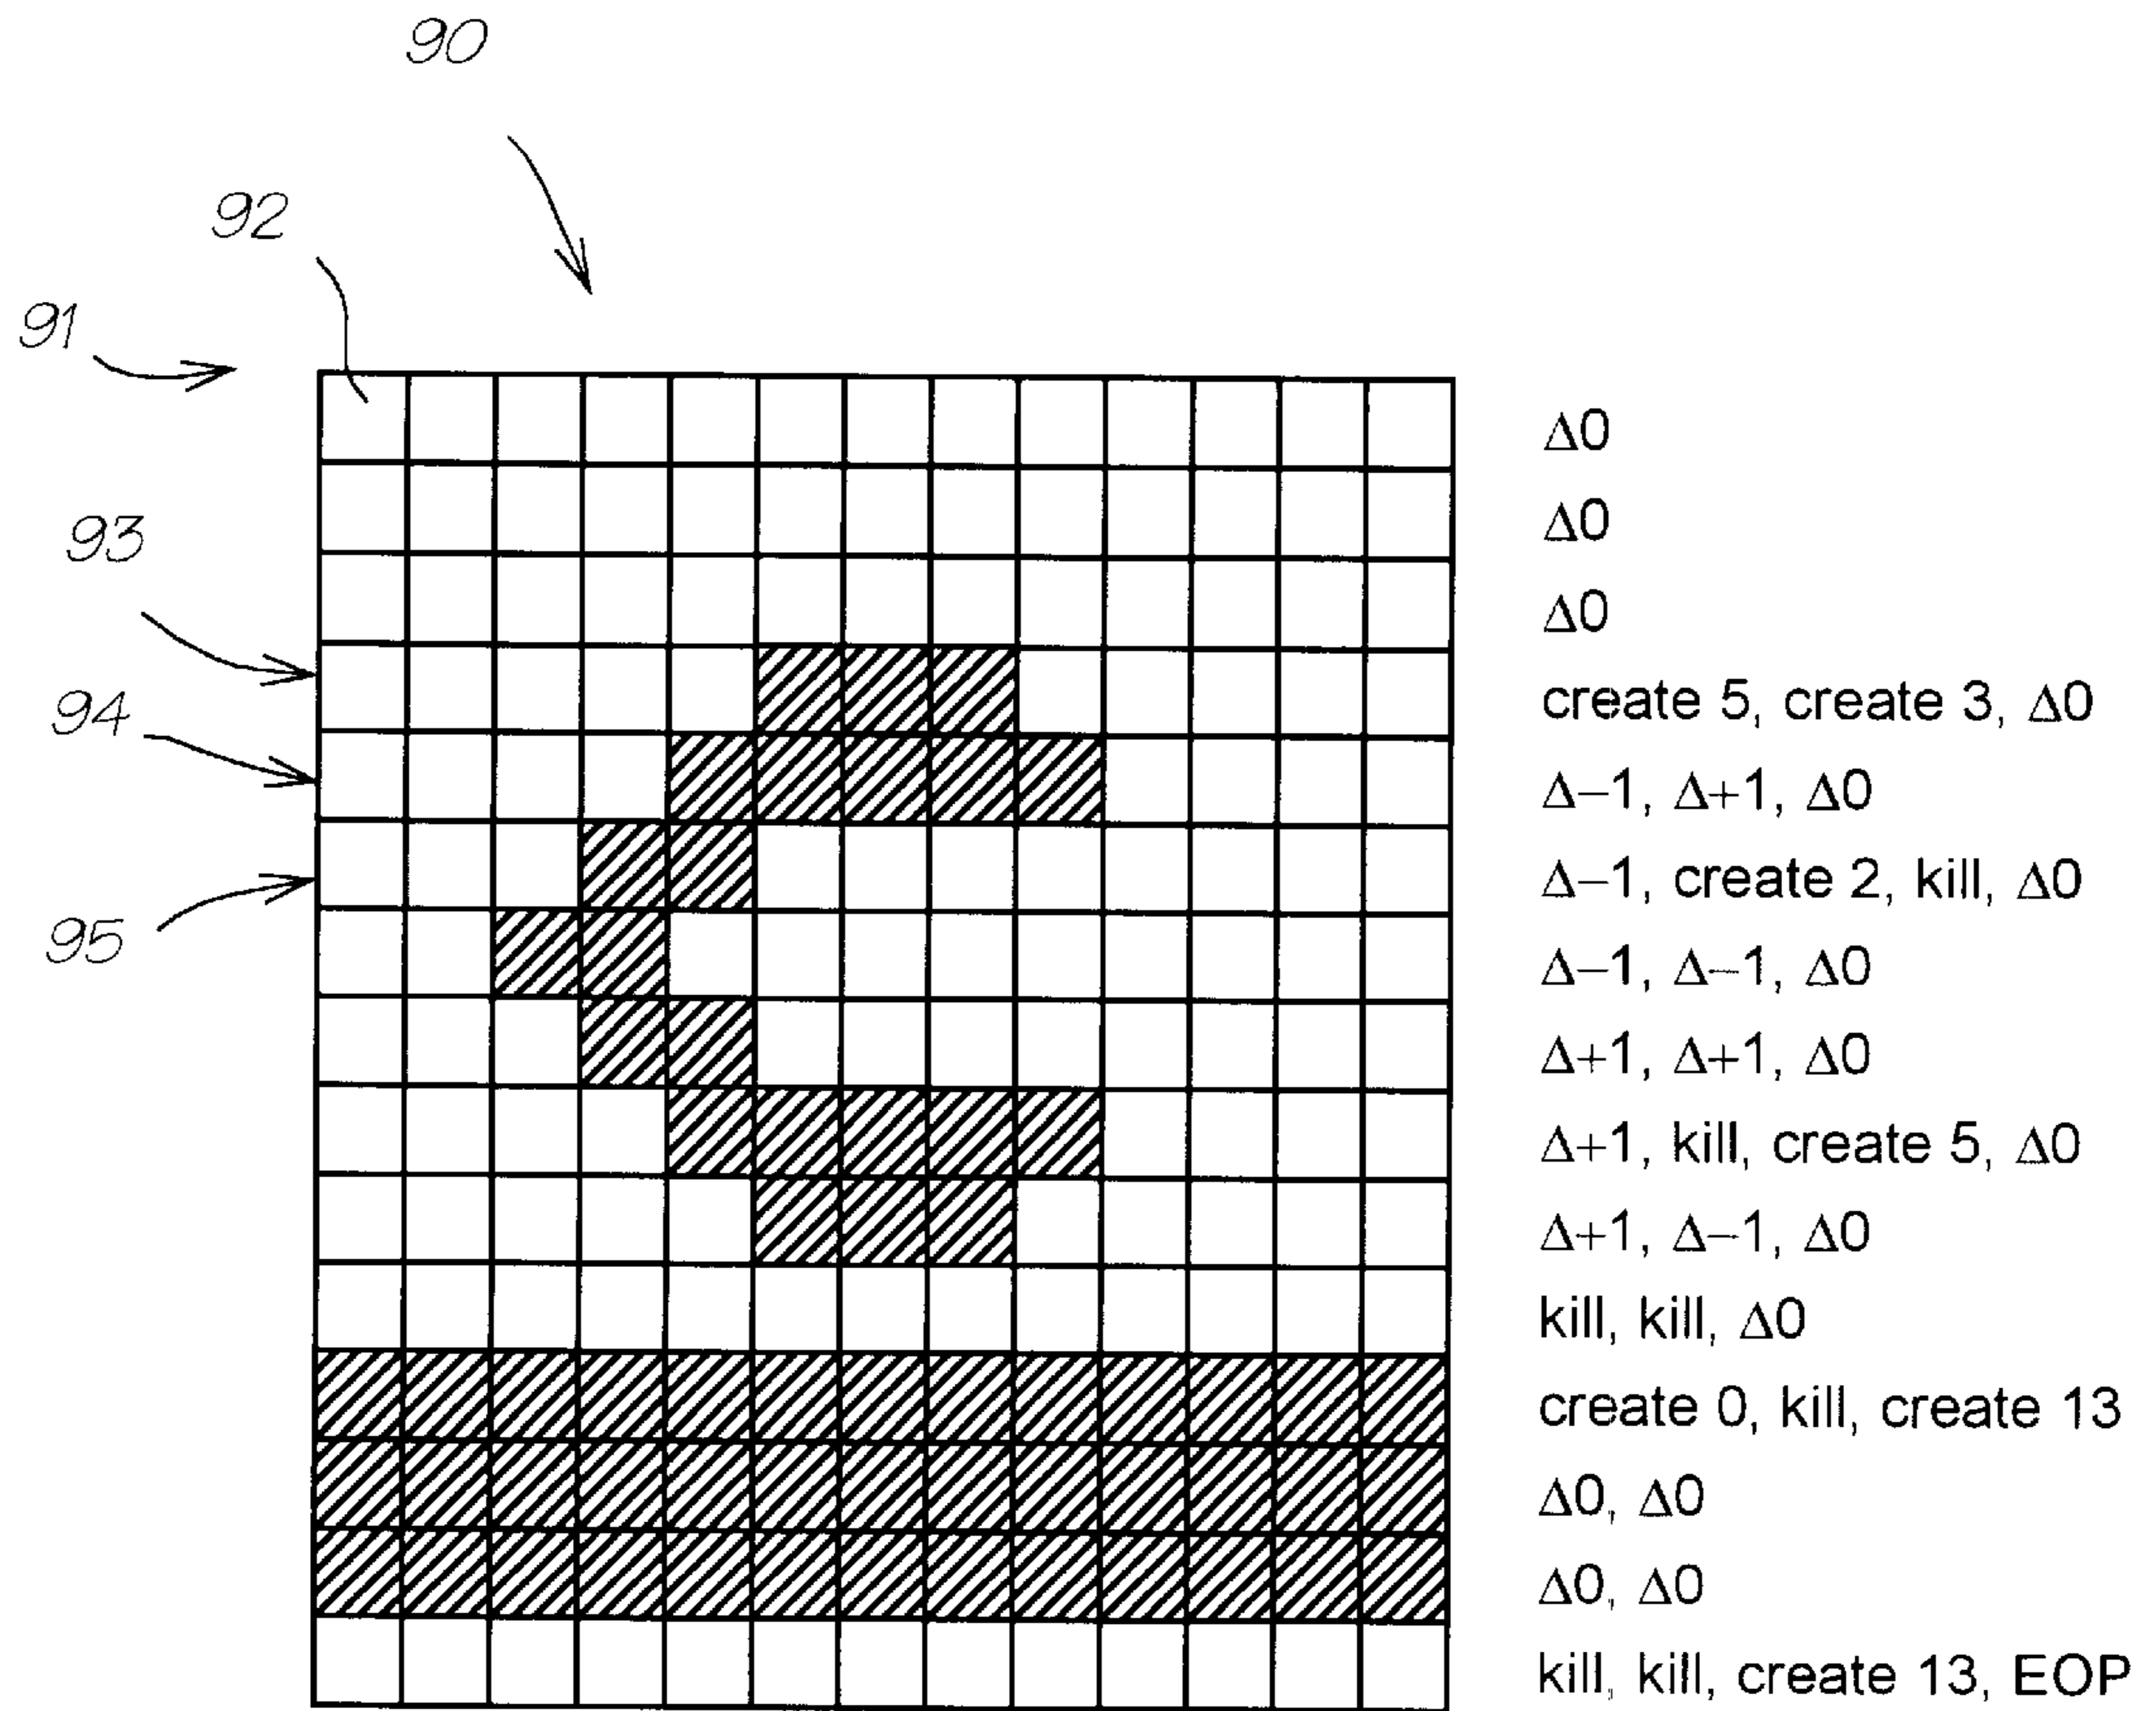 90
92
91
Δ0
Δ0
93
Δ0
94
create 5, create 3, Δ0
Δ−1, Δ+1, Δ0
95
Δ−1, create 2, kill, Δ0
Δ−1, Δ−1, Δ0
Δ+1, Δ+1, Δ0
Δ+1, kill, create 5, Δ0
Δ+1, Δ−1, Δ0
kill, kill, Δ0
create 0, kill, create 13
Δ0, Δ0
Δ0, Δ0
kill, kill, create 13, EOP